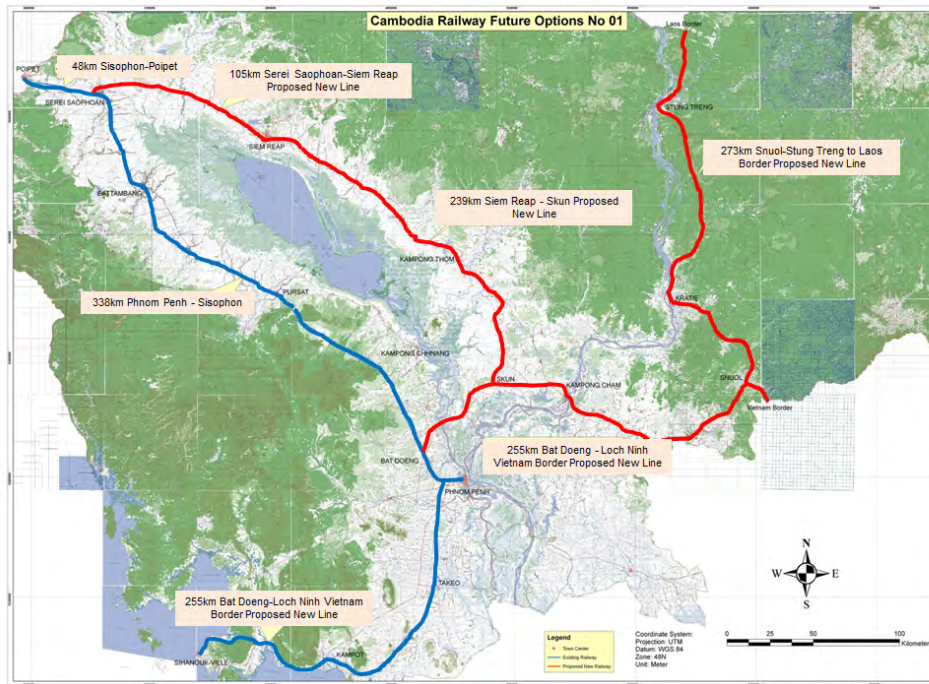 Cambodia Railway Future Options No 01
Laos Border
48km Sisophon-Poipet
POIPET
105km Serei Saophoan-Siem Reap
Proposed New Line
SEREI SAOPHOAN
STUNG TRENG
SIEM REAP
273km Snuol-Stung Treng to Laos
Border Proposed New Line
BATTAMBANG
239km Siem Reap - Skun Proposed
New Line
KAMPONG THOM
338km Phnom Penh - Sisophon
PURSAT
KRATIE
KAMPONG CHHNANG
SKUN
KAMPONG CHAM
SNUOL
Vietnam Border
BAT DOENG
255km Bat Doeng - Loch Ninh
Vietnam Border Proposed New Line
PHNOM PENH
N
W
E
S
TAKEO
255km Bat Doeng-Loch Ninh Vietnam
Border Proposed New Line
SIHANOUK-VILLE
KAMPOT
Legend
Town Center
Existing Railway
Proposed New Railway
Coordinate System:
Projection: UTM
Datum: WGS 84
Zone: 48N
Unit: Meter
0 25 50 100
Kilometer